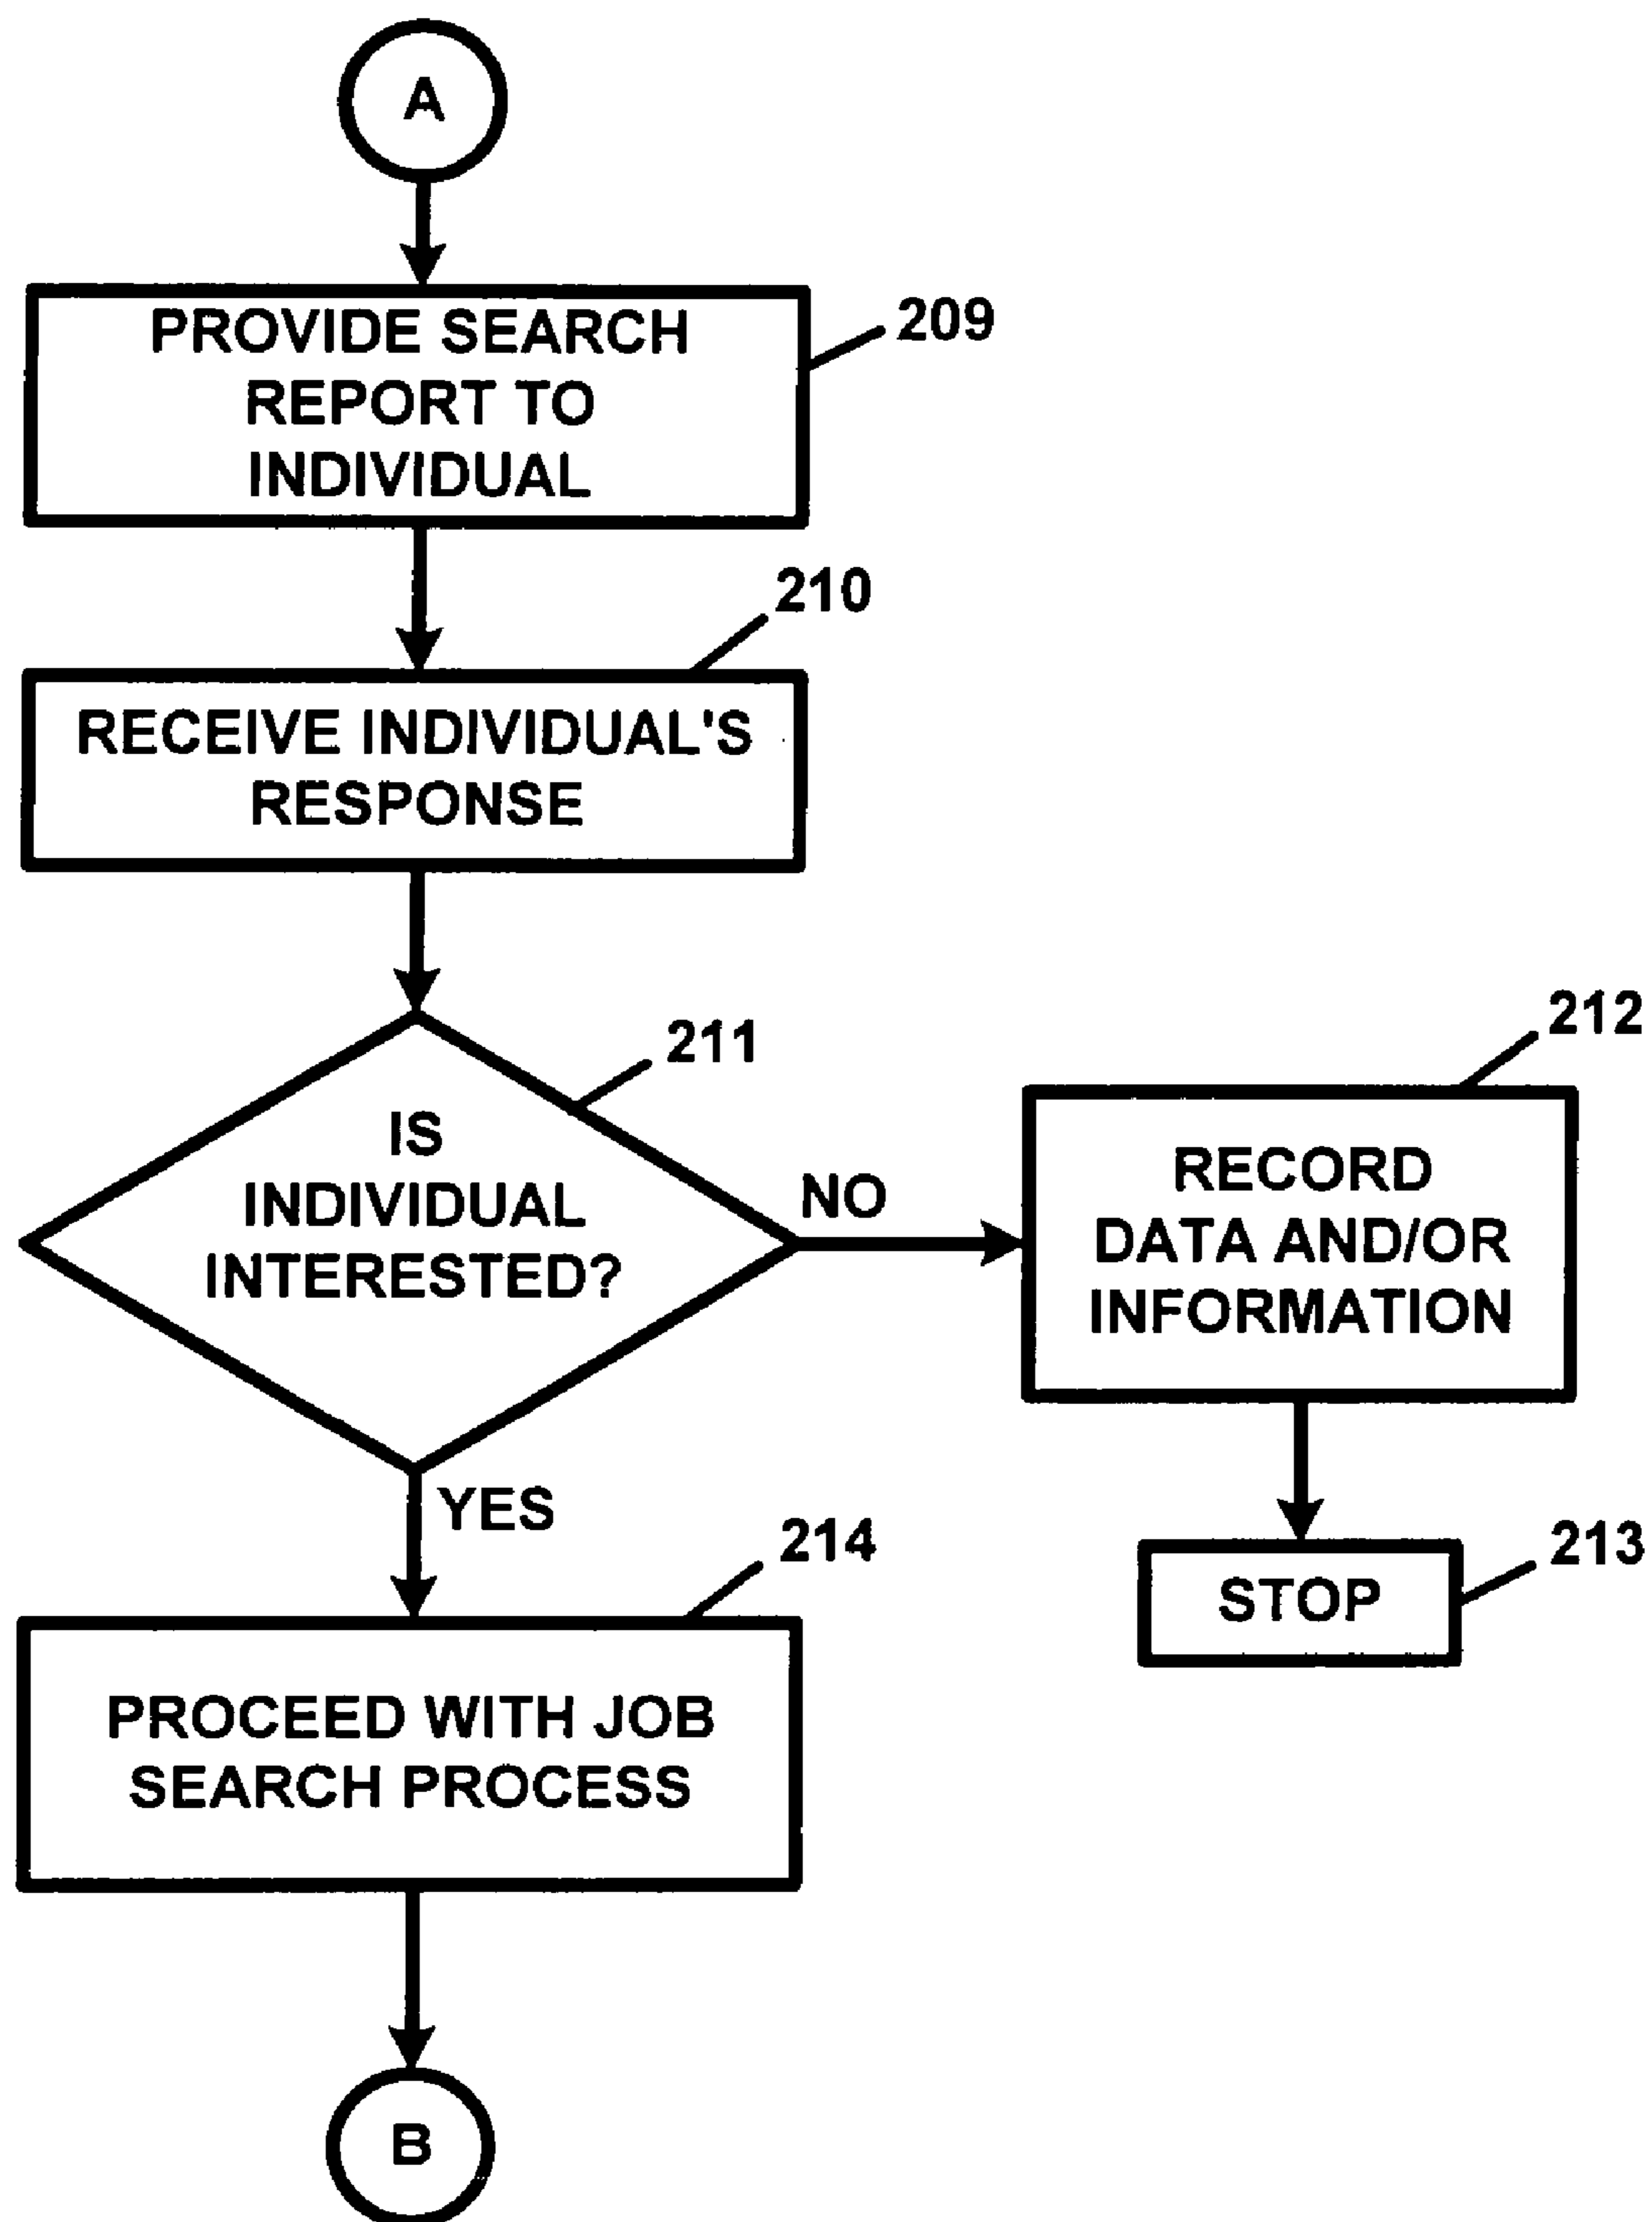 A
PROVIDE SEARCH
REPORT TO
INDIVIDUAL
209
210
RECEIVE INDIVIDUAL'S
RESPONSE
211
IS
INDIVIDUAL
INTERESTED?
NO
212
RECORD
DATA AND/OR
INFORMATION
YES
213
STOP
214
PROCEED WITH JOB
SEARCH PROCESS
B